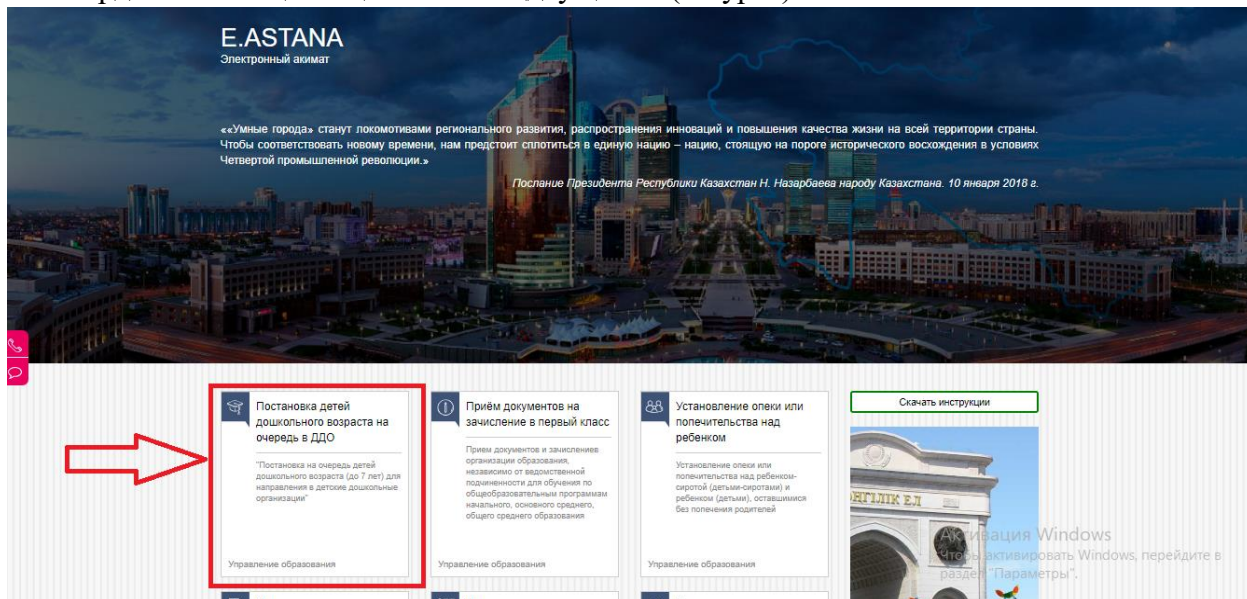 E.ASTANA
Электронный акимат
««Умные города» станут локомотивами регионального развития, распространения инноваций и повышения качества жизни на всей территории страны.
Чтобы соответствовать новому времени, нам предстоит сплотиться в единую нацию – нацию, стоящую на пороге исторического восхождения в условиях
Четвертой промышленной революции.»
Послание Президента Республики Казахстан Н. Назарбаева народу Казахстана. 10 января 2018 г.
Постановка детей
дошкольного возраста на
очередь в ДДО
"Постановка на очередь детей
дошкольного возраста (до 7 лет) для
направления в детские дошкольные
организации"
Управление образования
Приём документов на
зачисление в первый класс
Прием документов и зачислениев
организации образования,
независимо от ведомственной
подчиненности для обучения по
общеобразовательным программам
начального, основного среднего,
общего среднего образования
Управление образования
Установление опеки или
попечительства над
ребенком
Установление опеки или
попечительства над ребенком-
сиротой (детьми-сиротами) и
ребенком (детьми), оставшимися
без попечения родителей
Управление образования
Скачать инструкции
ЕЛ
Активация Windows
Чтобы активировать Windows, перейдите в
раздел "Параметры".